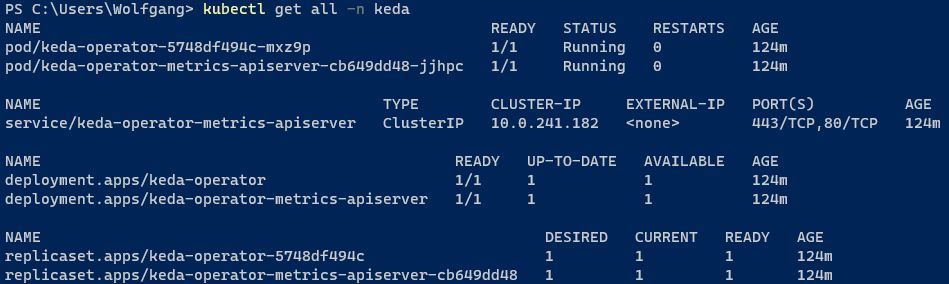 PS C:\Users\Wolfgang> kubectl get all -n keda
NAME READY STATUS RESTARTS AGE
pod/keda-operator-5748df494c-mxz9p 1/1 Running 0 124m
pod/keda-operator-metrics-apiserver-cb649dd48-jjhpc 1/1 Running 0 124m
NAME TYPE CLUSTER-IP EXTERNAL-IP PORT(S) AGE
service/keda-operator-metrics-apiserver ClusterIP 10.0.241.182 <none> 443/TCP,80/TCP 124m
NAME READY UP-TO-DATE AVAILABLE AGE
deployment.apps/keda-operator 1/1 1 1 124m
deployment.apps/keda-operator-metrics-apiserver 1/1 1 1 124m
NAME DESIRED CURRENT READY AGE
replicaset.apps/keda-operator-5748df494c 1 1 1 124m
replicaset.apps/keda-operator-metrics-apiserver-cb649dd48 1 1 1 124m